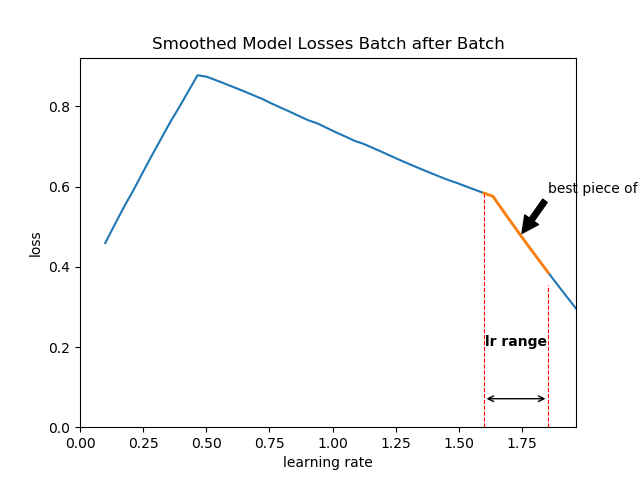 Smoothed Model Losses Batch after Batch
0.8
best piece of
0.6
loss
0.4
lr range
0.2
0.0
0.00 0.25 0.50 0.75 1.00 1.25 1.50 1.75
learning rate